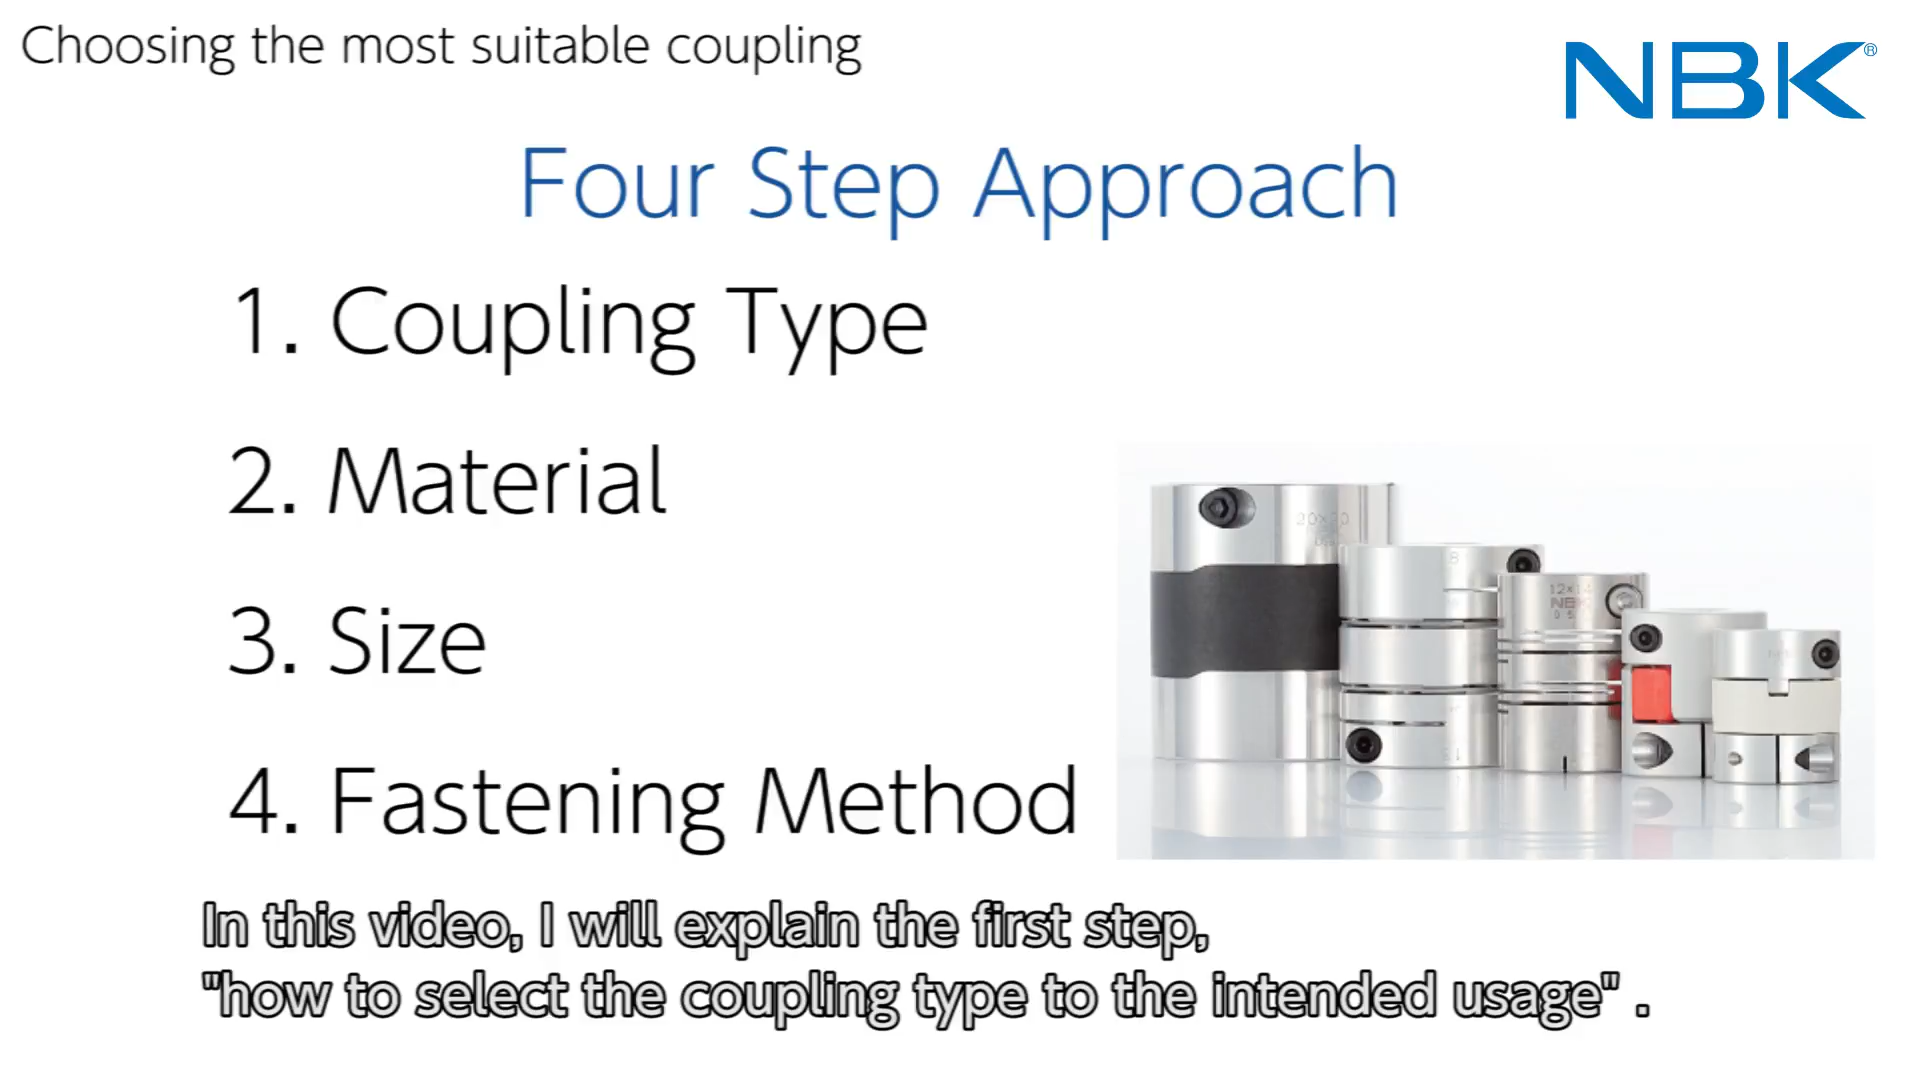 Choosing the most suitable coupling
NBK®
Four Step Approach
1. Coupling Type
2. Material
3. Size
4. Fastening Method
In this video, I will explain the first step,
"how to select the coupling type to the intended usage" .